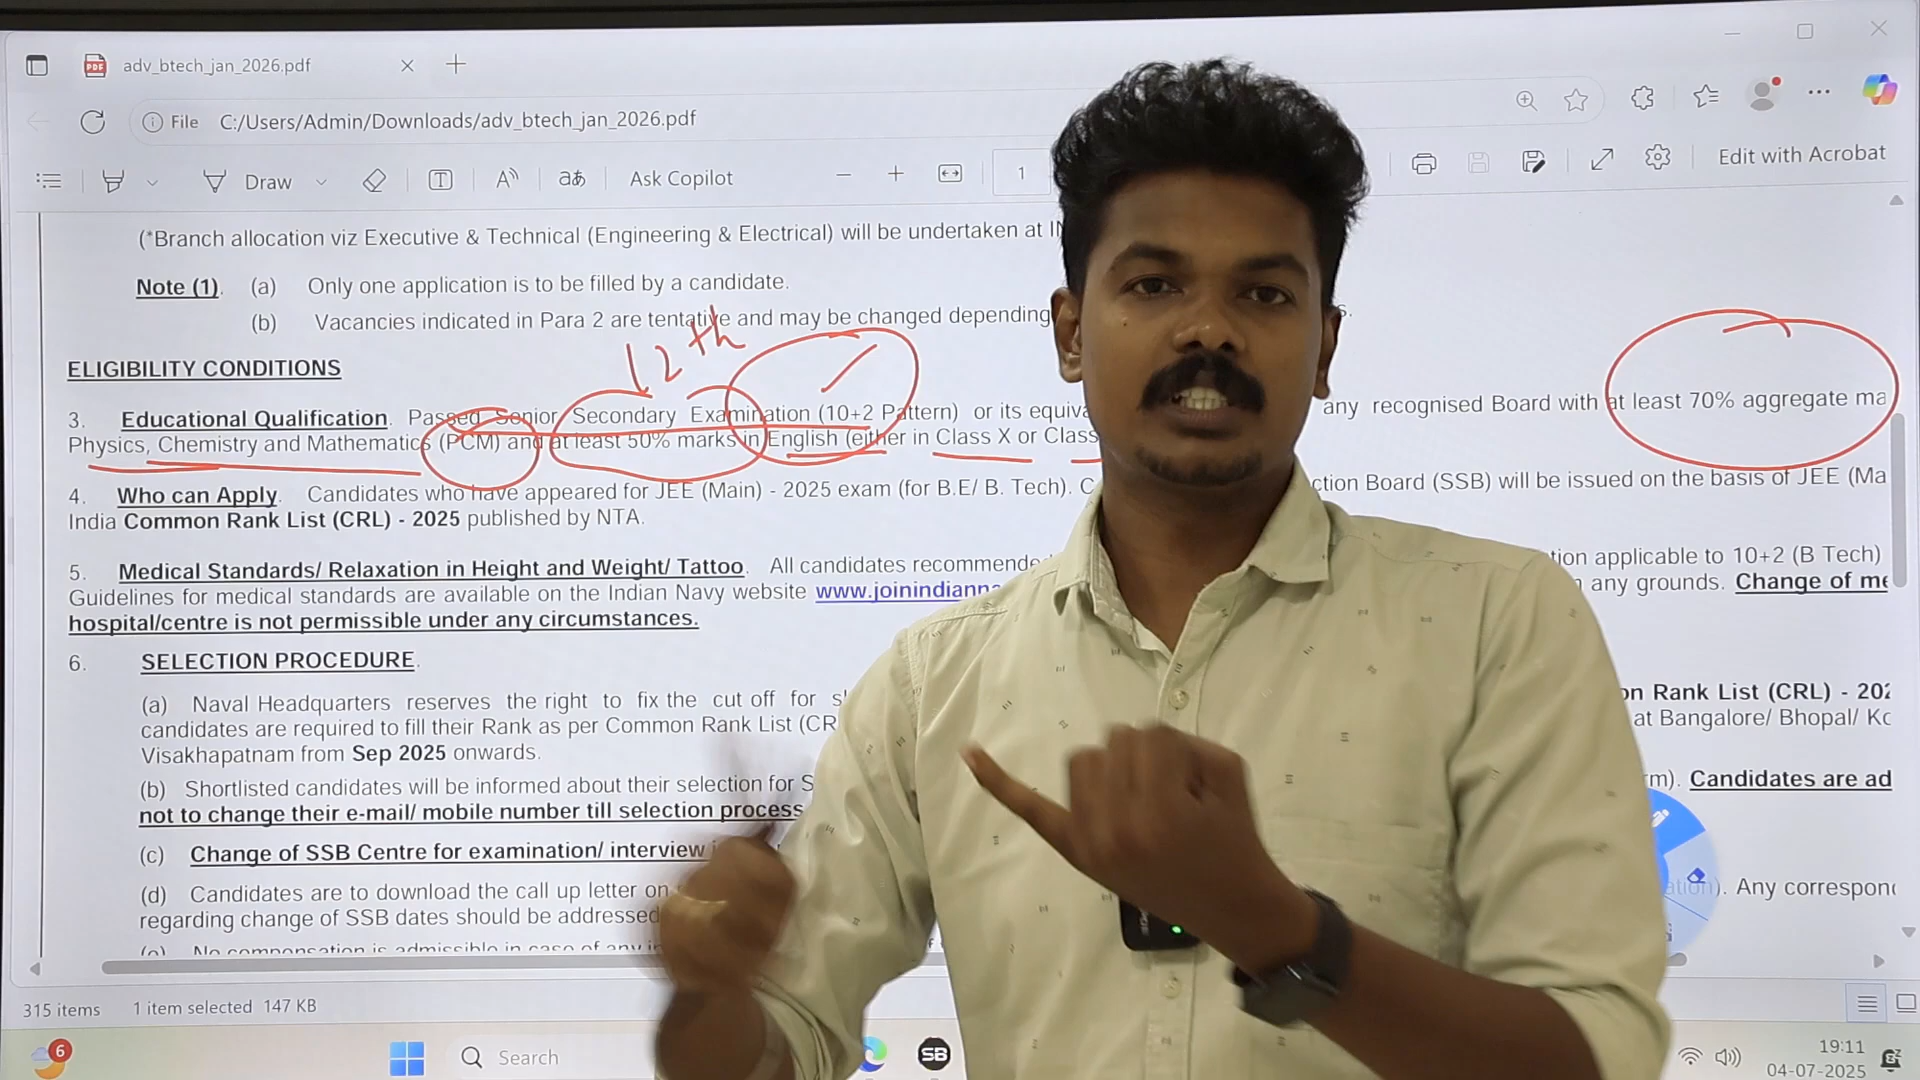 adv_btech_jan_2026.pdf
File C:/Users/Admin/Downloads/adv_btech_jan_2026.pdf
Draw
aあ
Ask Copilot
1
Edit with Acrobat
(*Branch allocation viz Executive & Technical (Engineering & Electrical) will be undertaken at
Note (1). (a) Only one application is to be filled by a candidate.
(b) Vacancies indicated in Para 2 are tentative and may be changed depending
12th
ELIGIBILITY CONDITIONS
3. Educational Qualification. Passed Senior Secondary Examination (10+2 Pattern) or its any recognised Board with at least 70% aggregate
Physics, Chemistry and Mathematics (PCM) and at least 50% marks in English (either in Class X or Class
4. Who can Apply. Candidates who have appeared for JEE (Main) - 2025 exam (for B.E/ B. Tech). Board (SSB) will be issued on the basis of JEE
India Common Rank List (CRL) - 2025 published by NTA.
5. Medical Standards/ Relaxation in Height and Weight/ Tattoo. All candidates applicable to 10+2 (B Tech)
Guidelines for medical standards are available on the Indian Navy website any grounds. Change of
hospital/centre is not permissible under any circumstances.
6. SELECTION PROCEDURE.
(a) Naval Headquarters reserves the right to fix the cut off for Rank List (CRL) -
candidates are required to fill their Rank as per Common Rank List at Bangalore/ Bhopal/
Visakhapatnam from Sep 2025 onwards.
(b) Shortlisted candidates will be informed about their selection for Candidates are
not to change their e-mail/ mobile number till selection process
(c) Change of SSB Centre for examination/ interview
(d) Candidates are to download the call up letter on Any
regarding change of SSB dates should be addressed
No compensation is admissible in case of any
315 items 1 item selected 147 KB
6
Search
SB
19:11
04-07-2025